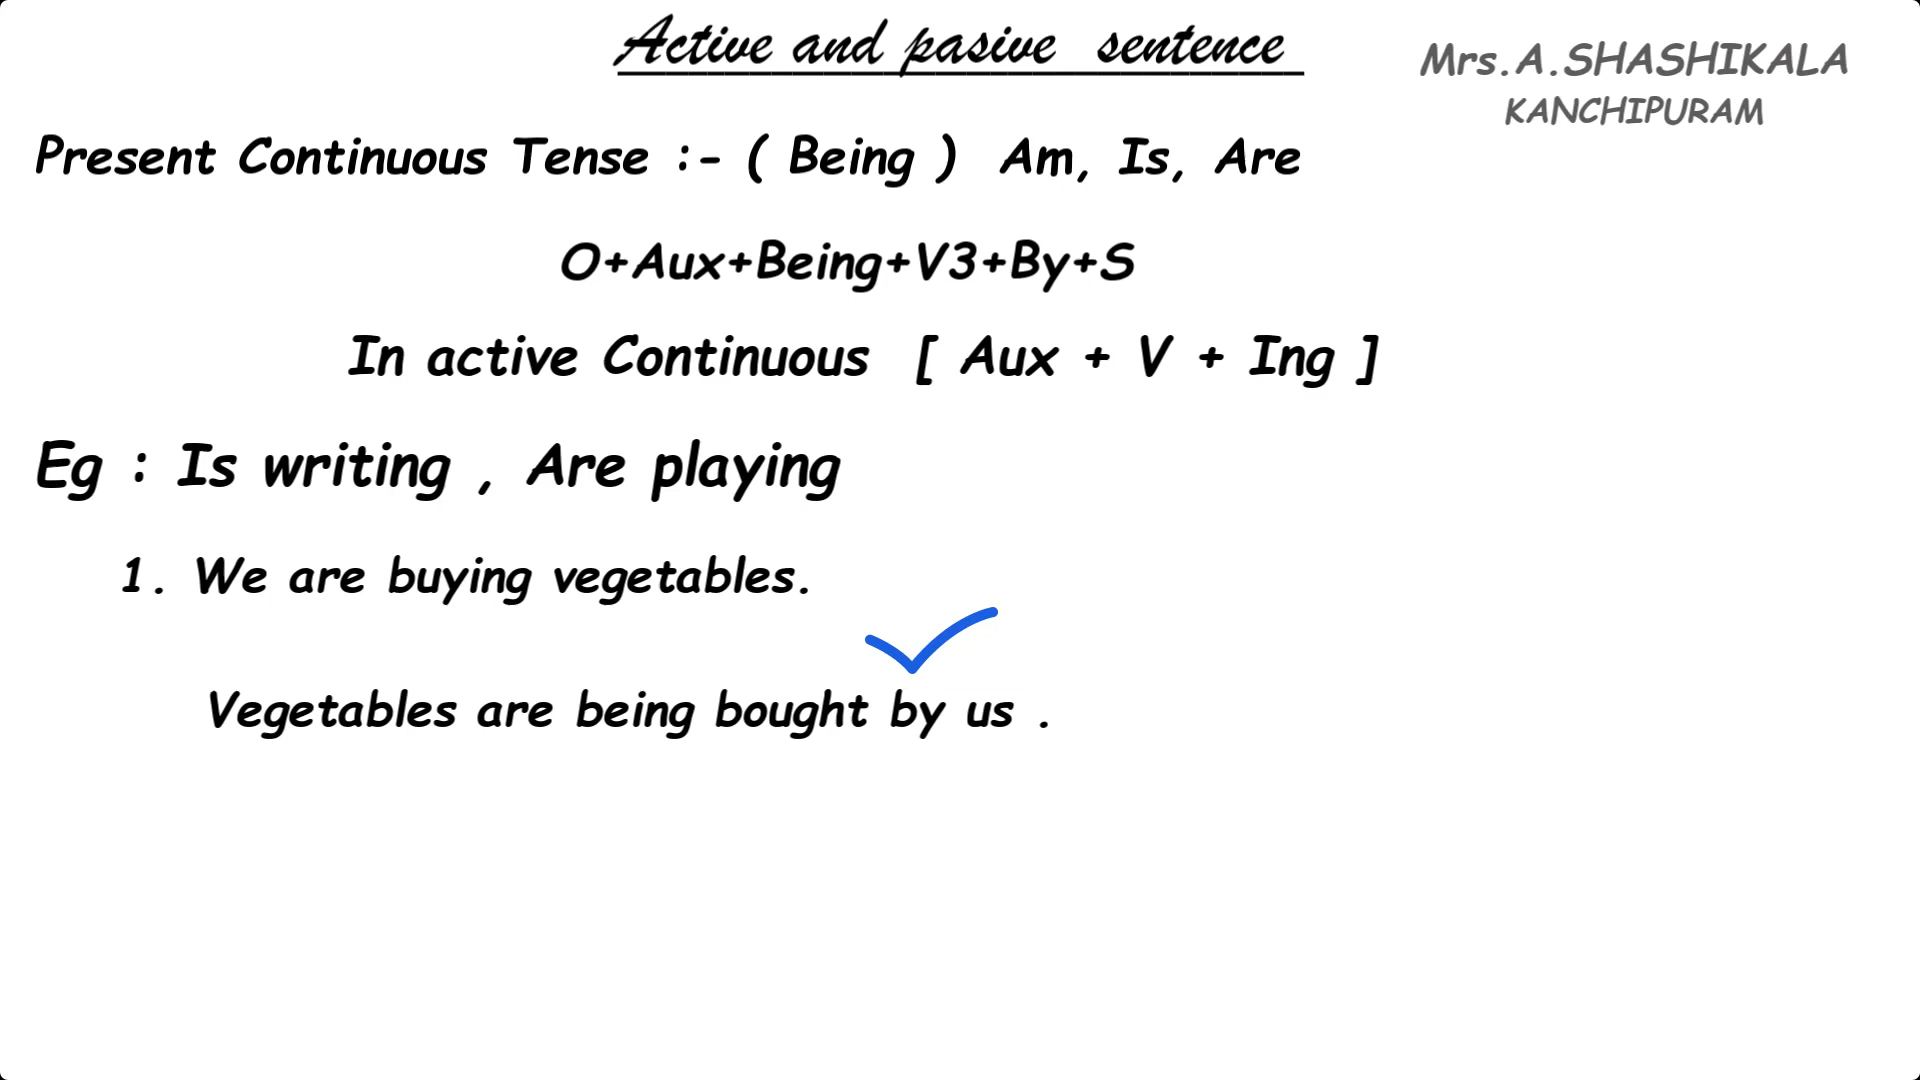 Active and pasive sentence
Mrs.A.SHASHIKALA
KANCHIPURAM
Present Continuous Tense :- ( Being ) Am, Is, Are
O+Aux+Being+V3+By+S
In active Continuous [ Aux + V + Ing ]
Eg : Is writing , Are playing
1. We are buying vegetables.
Vegetables are being bought by us .